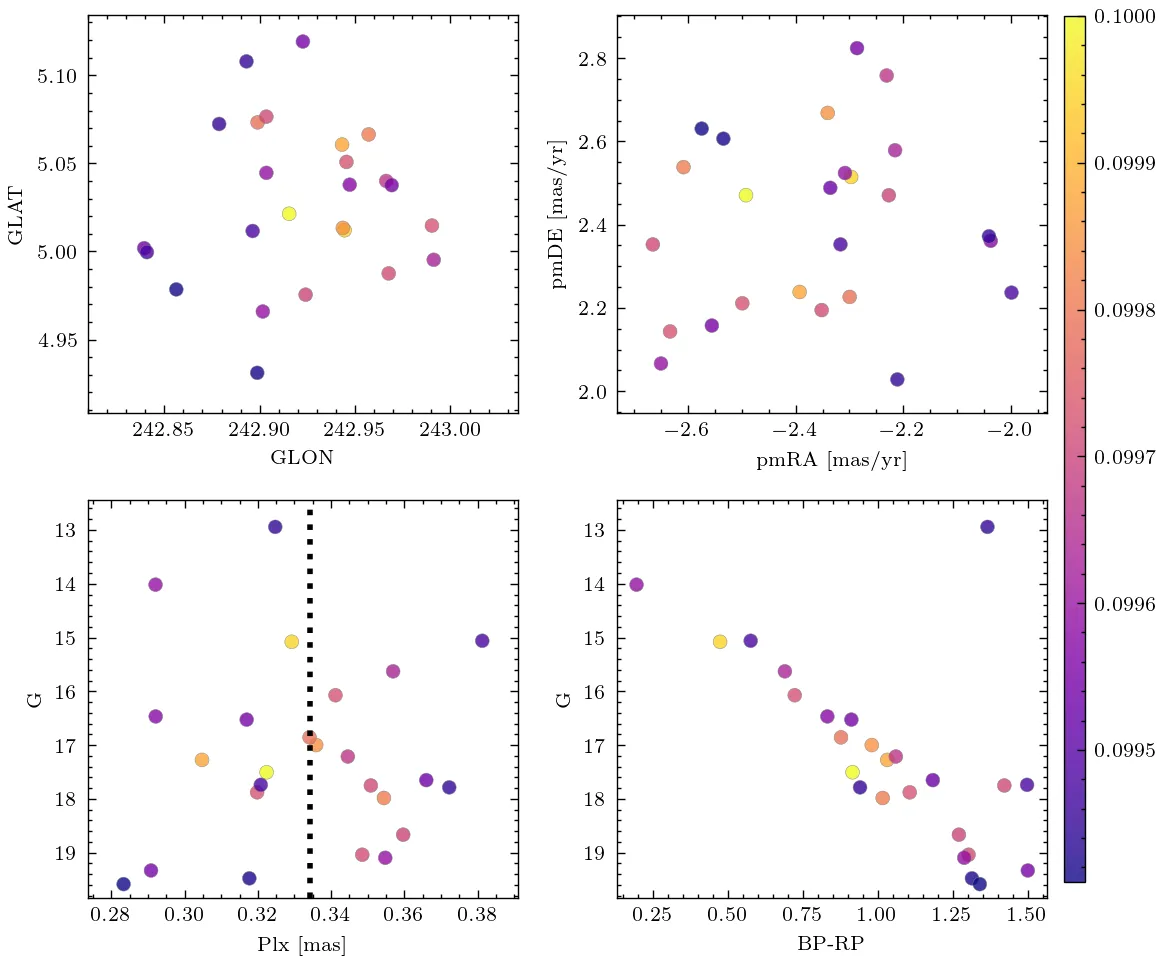 5.10
5.05
5.00
4.95
GLAT
242.85 242.90 242.95 243.00
GLON
2.8
2.6
2.4
2.2
2.0
pmDE [mas/yr]
−2.6 −2.4 −2.2 −2.0
pmRA [mas/yr]
0.1000
0.0999
0.0998
0.0997
0.0996
0.0995
13
14
15
16
17
18
19
G
0.28 0.30 0.32 0.34 0.36 0.38
Plx [mas]
13
14
15
16
17
18
19
G
0.25 0.50 0.75 1.00 1.25 1.50
BP-RP